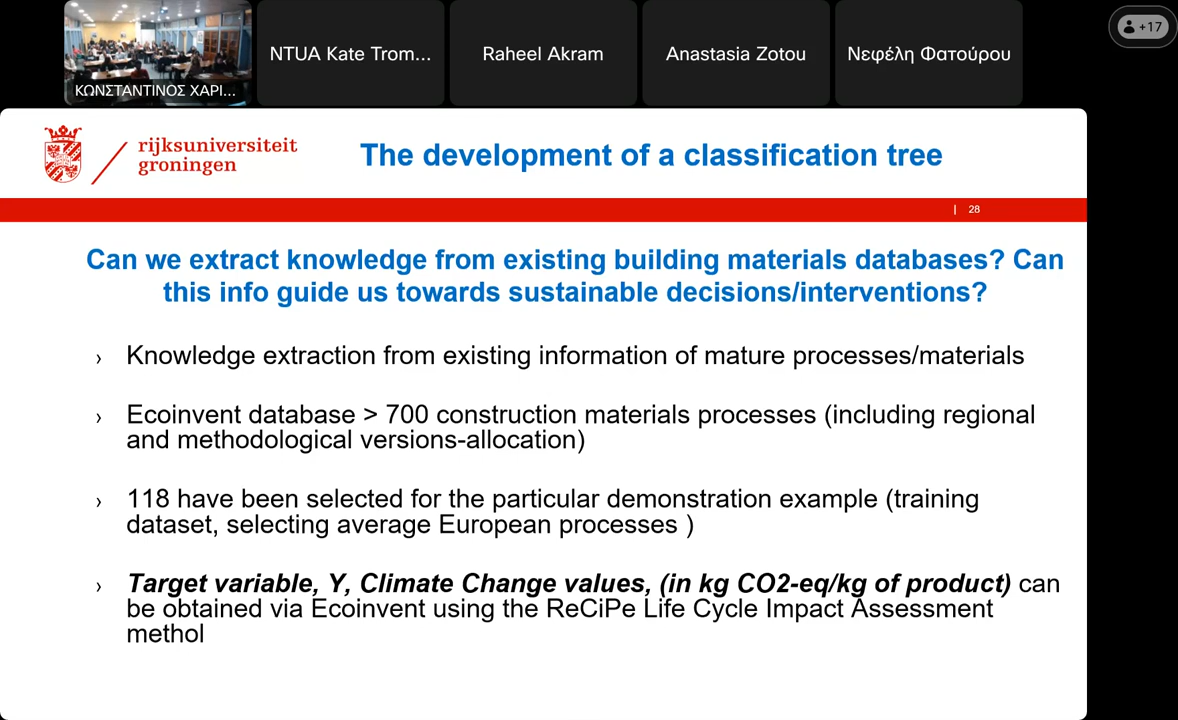 ΚΩΝΣΤΑΝΤΙΝΟΣ ΧΑΡΙ...
NTUA Kate Trom...
Raheel Akram
Anastasia Zotou
Νεφέλη Φατούρου
+17
rijksuniversiteit
groningen
The development of a classification tree
| 28
Can we extract knowledge from existing building materials databases? Can
this info guide us towards sustainable decisions/interventions?
› Knowledge extraction from existing information of mature processes/materials
› Ecoinvent database > 700 construction materials processes (including regional
and methodological versions-allocation)
› 118 have been selected for the particular demonstration example (training
dataset, selecting average European processes )
› Target variable, Y, Climate Change values, (in kg CO2-eq/kg of product) can
be obtained via Ecoinvent using the ReCiPe Life Cycle Impact Assessment
methol